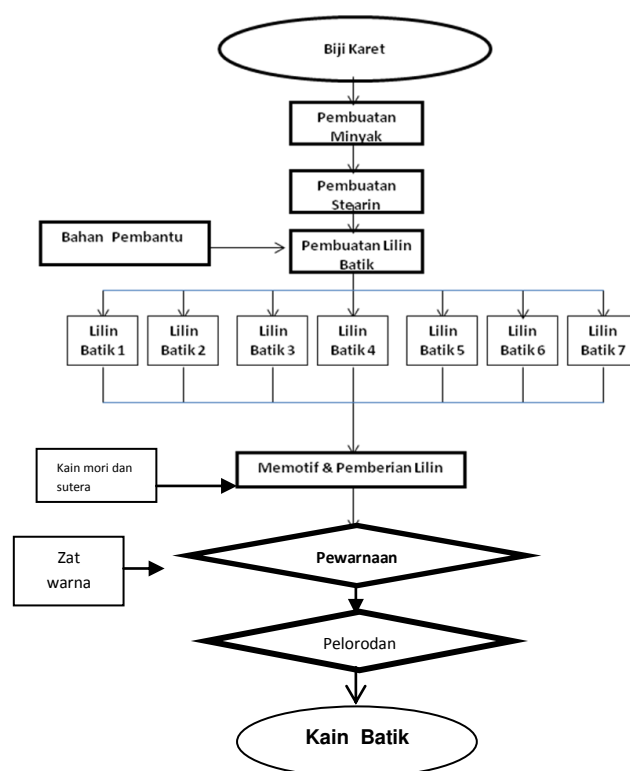 Biji Karet
Pembuatan
Minyak
Pembuatan
Stearin
Bahan Pembantu
Pembuatan Lilin
Batik
Lilin
Batik 1
Lilin
Batik 2
Lilin
Batik 3
Lilin
Batik 4
Lilin
Batik 5
Lilin
Batik 6
Lilin
Batik 7
Kain mori dan
sutera
Memotif & Pemberian Lilin
Zat
warna
Pewarnaan
Pelorodan
Kain Batik